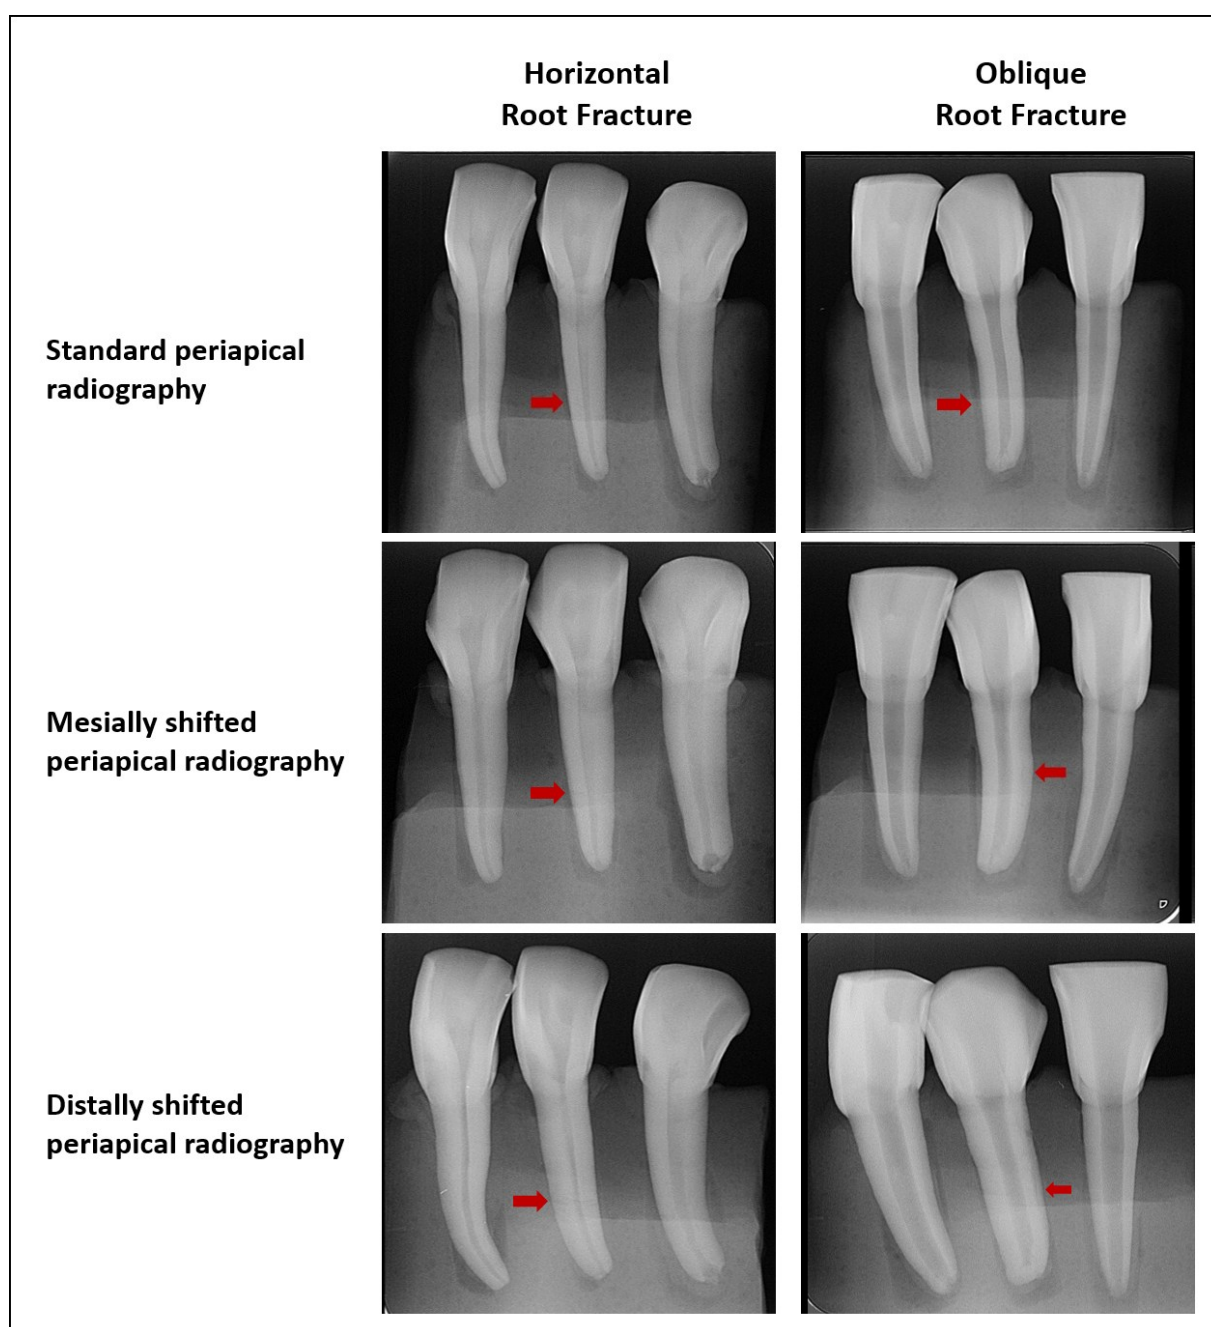 Horizontal
Root Fracture
Oblique
Root Fracture
Standard periapical
radiography
Mesially shifted
periapical radiography
D
Distally shifted
periapical radiography